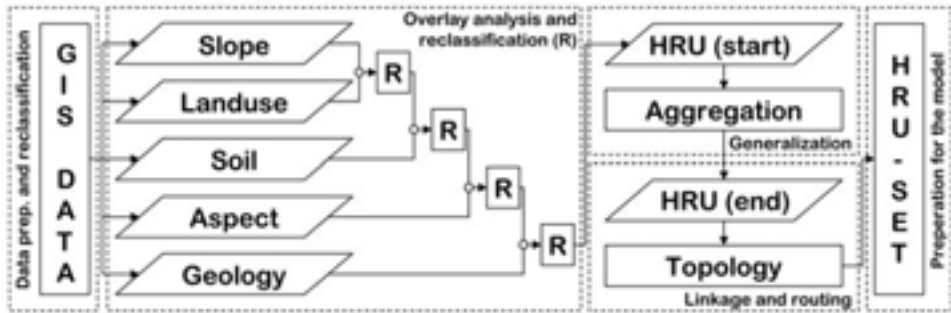 Data prep. and reclassification
GIS DATA
Slope
Landuse
Soil
Aspect
Geology
Overlay analysis and
reclassification (R)
R
R
R
R
HRU (start)
Aggregation
Generalization
HRU (end)
Topology
Linkage and routing
HRU-SET
Preperation for the model